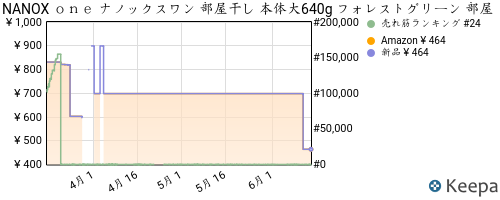 NANOX ｏｎｅ ナノックスワン 部屋干し 本体大640g フォレストグリーン 部屋
¥ 1,000
¥ 900
¥ 800
¥ 700
¥ 600
¥ 500
¥ 400
#200,000
#150,000
#100,000
#50,000
#0
4月 1
4月 16
5月 1
5月 16
6月 1
売れ筋ランキング #24
Amazon ¥ 464
新品 ¥ 464
Keepa